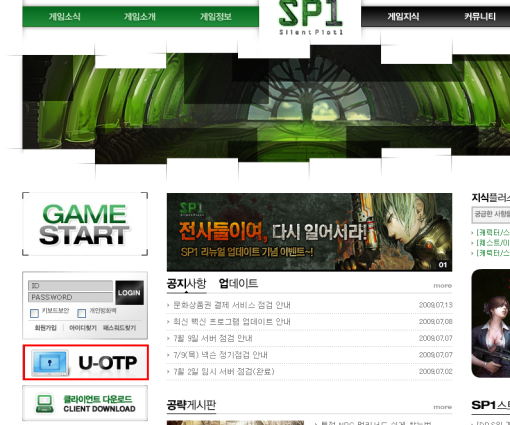 게임소식 게임소개 게임정보 SP1 게임지식 커뮤니티
Silent Plot1
GAME
START
ID
PASSWORD
LOGIN
키보드보안 개인방화벽
회원가입 아이디찾기 패스워드찾기
U-OTP
클라이언트 다운로드
CLIENT DOWNLOAD
SP1
전사들이여, 다시 일어서라!
SP1 리뉴얼 업데이트 기념 이벤트~!
01
공지사항 업데이트 more
문화상품권 결제 서비스 점검 안내 2009.07.13
최신 백신 프로그램 업데이트 안내 2009.07.08
7월 9일 서버 점검 안내 2009.07.07
7/9(목) 넥슨 정기점검 안내 2009.07.07
7월 2일 임시 서버 점검(완료) 2009.07.02
공략게시판 more
지식플러스
궁금한 사항을
[캐릭터/스
[퀘스트/아
[캐릭터/스
SP1스